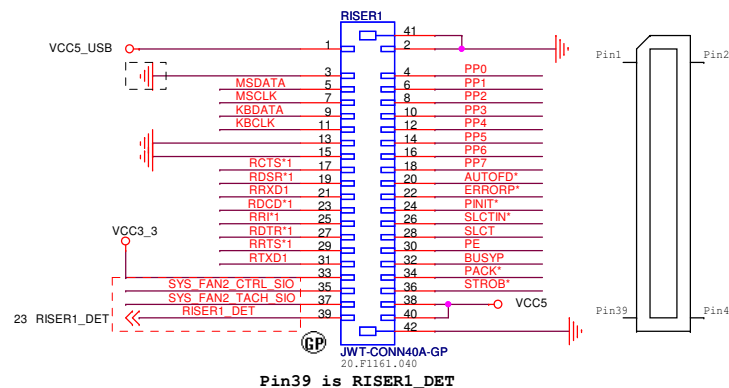 RISER1
41
VCC5_USB 1 2
Pin1 Pin2
3 4 PP0
MSDATA 5 6 PP1
MSCLK 7 8 PP2
KBDATA 9 10 PP3
KBCLK 11 12 PP4
13 14 PP5
15 16 PP6
RCTS*1 17 18 PP7
RDSR*1 19 20 AUTOFD*
RRXD1 21 22 ERRORP*
RDCD*1 23 24 PINIT*
RRI*1 25 26 SLCTIN*
RDTR*1 27 28 SLCT
VCC3_3
RRTS*1 29 30 PE
RTXD1 31 32 BUSYP
33 34 PACK*
SYS_FAN2_CTRL_SIO 35 36 STROB*
SYS_FAN2_TACH_SIO 37 38 VCC5
23 RISER1_DET RISER1_DET 39 40
Pin39 Pin4
42
GP
JWT-CONN40A-GP
20.F1161.040
Pin39 is RISER1_DET